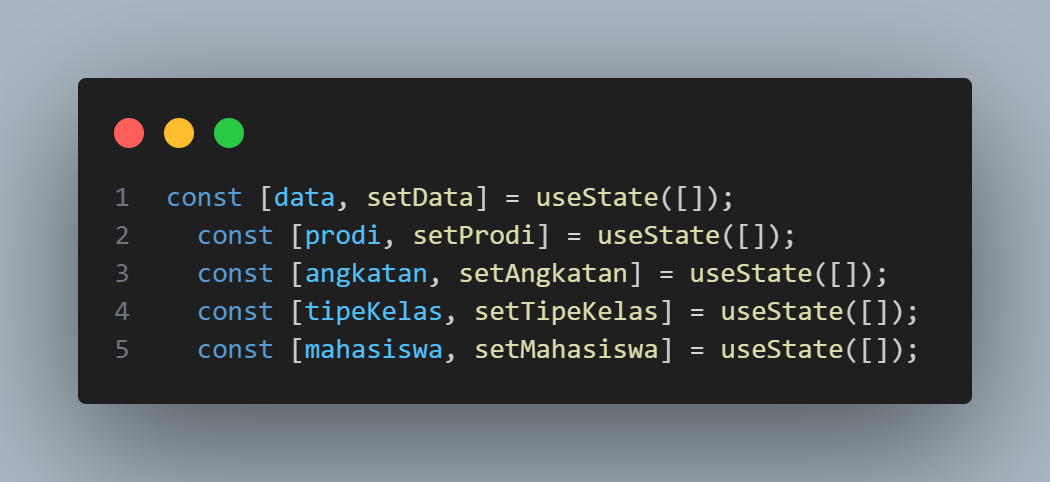 1 const [data, setData] = useState([]);
2 const [prodi, setProdi] = useState([]);
3 const [angkatan, setAngkatan] = useState([]);
4 const [tipeKelas, setTipeKelas] = useState([]);
5 const [mahasiswa, setMahasiswa] = useState([]);